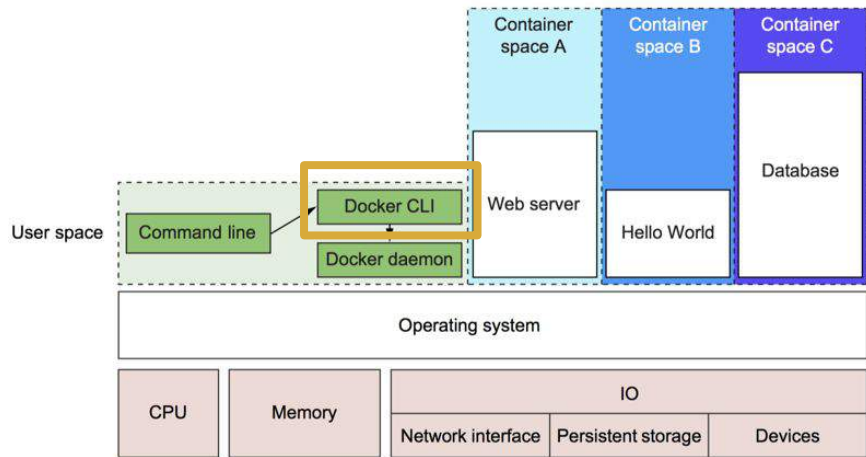 Container
space A
Container
space B
Container
space C
Database
Docker CLI
Web server
User space
Command line
Hello World
Docker daemon
Operating system
CPU
Memory
IO
Network interface
Persistent storage
Devices